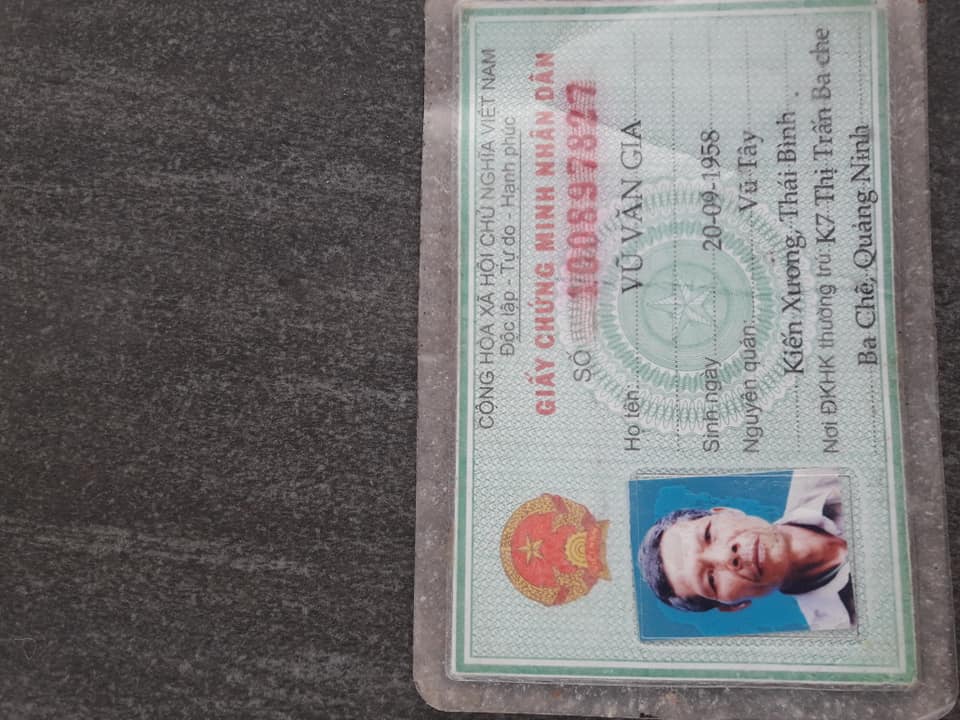 CỘNG HÒA XÃ HỘI CHỦ NGHĨA VIỆT NAM
Độc lập - Tự do - Hạnh phúc
GIẤY CHỨNG MINH NHÂN DÂN
SỐ 100897827
Họ tên VŨ VĂN GIA
Sinh ngày 20-09-1958
Nguyên quán Vũ Tây
Kiến Xương, Thái Bình
Nơi ĐKHK thường trú K7 Thị Trấn Ba che
Ba Chẽ, Quảng Ninh